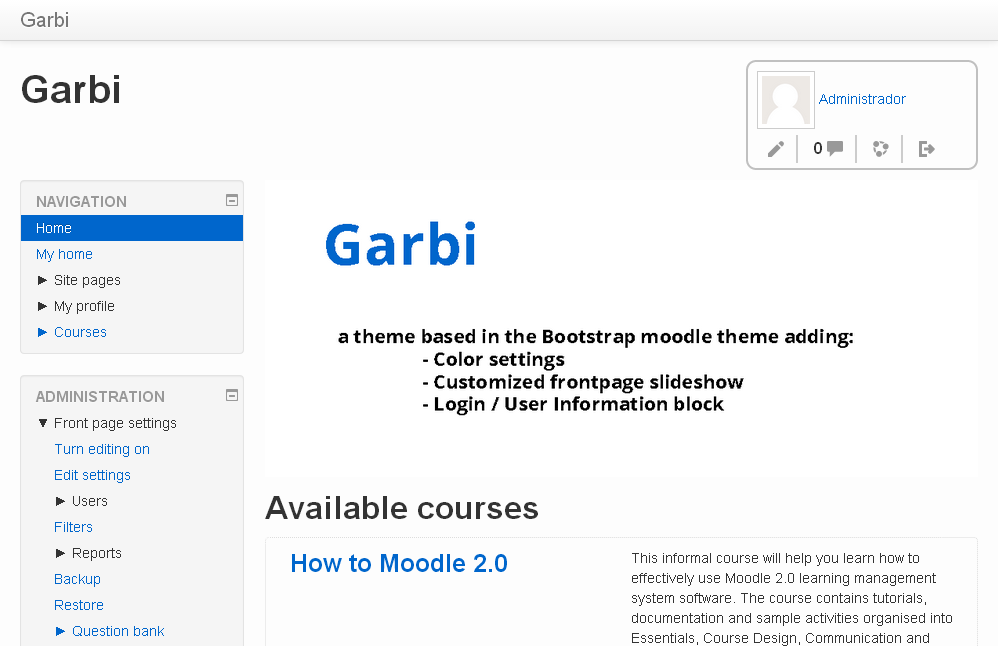 Garbi
Garbi
Administrador
0
NAVIGATION
Home
My home
Site pages
My profile
Courses
ADMINISTRATION
Front page settings
Turn editing on
Edit settings
Users
Filters
Reports
Backup
Restore
Question bank
Garbi
a theme based in the Bootstrap moodle theme adding:
- Color settings
- Customized frontpage slideshow
- Login / User Information block
Available courses
How to Moodle 2.0
This informal course will help you learn how to
effectively use Moodle 2.0 learning management
system software. The course contains tutorials,
documentation and sample activities organised into
Essentials, Course Design, Communication and